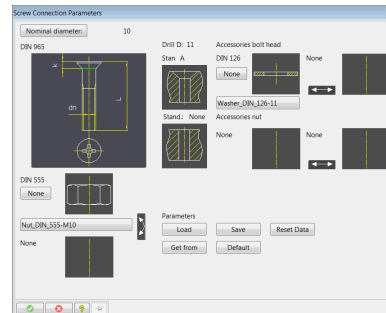 Screw Connection Parameters
Nominal diameter: 10
DIN 965
k
L
dn
DIN 555
None
Nut_DIN_555-M10
None
Drill D: 11
Stan A
Stand.: None
Accessories bolt head
DIN 126 None
None
Washer_DIN_126-11
Accessories nut
None None
Parameters
Load Save Reset Data
Get from Default